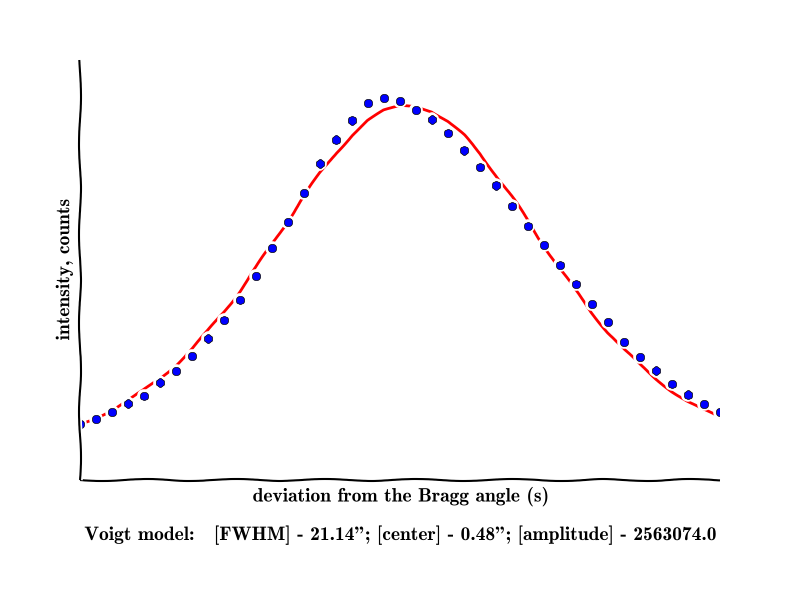 intensity, counts
deviation from the Bragg angle (s)
Voigt model: [FWHM] - 21.14”; [center] - 0.48”; [amplitude] - 2563074.0